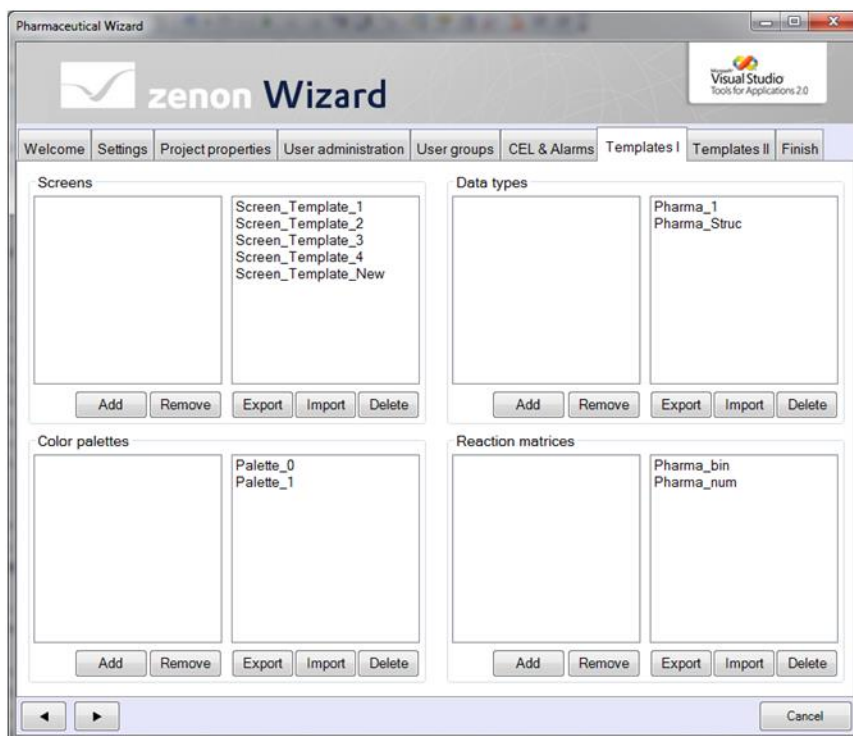 Pharmaceutical Wizard
zenon Wizard
Microsoft
Visual Studio
Tools for Applications 2.0
Welcome Settings Project properties User administration User groups CEL & Alarms Templates I Templates II Finish
Screens
Screen_Template_1
Screen_Template_2
Screen_Template_3
Screen_Template_4
Screen_Template_New
Add Remove Export Import Delete
Data types
Pharma_1
Pharma_Struc
Add Remove Export Import Delete
Color palettes
Palette_0
Palette_1
Add Remove Export Import Delete
Reaction matrices
Pharma_bin
Pharma_num
Add Remove Export Import Delete
Cancel